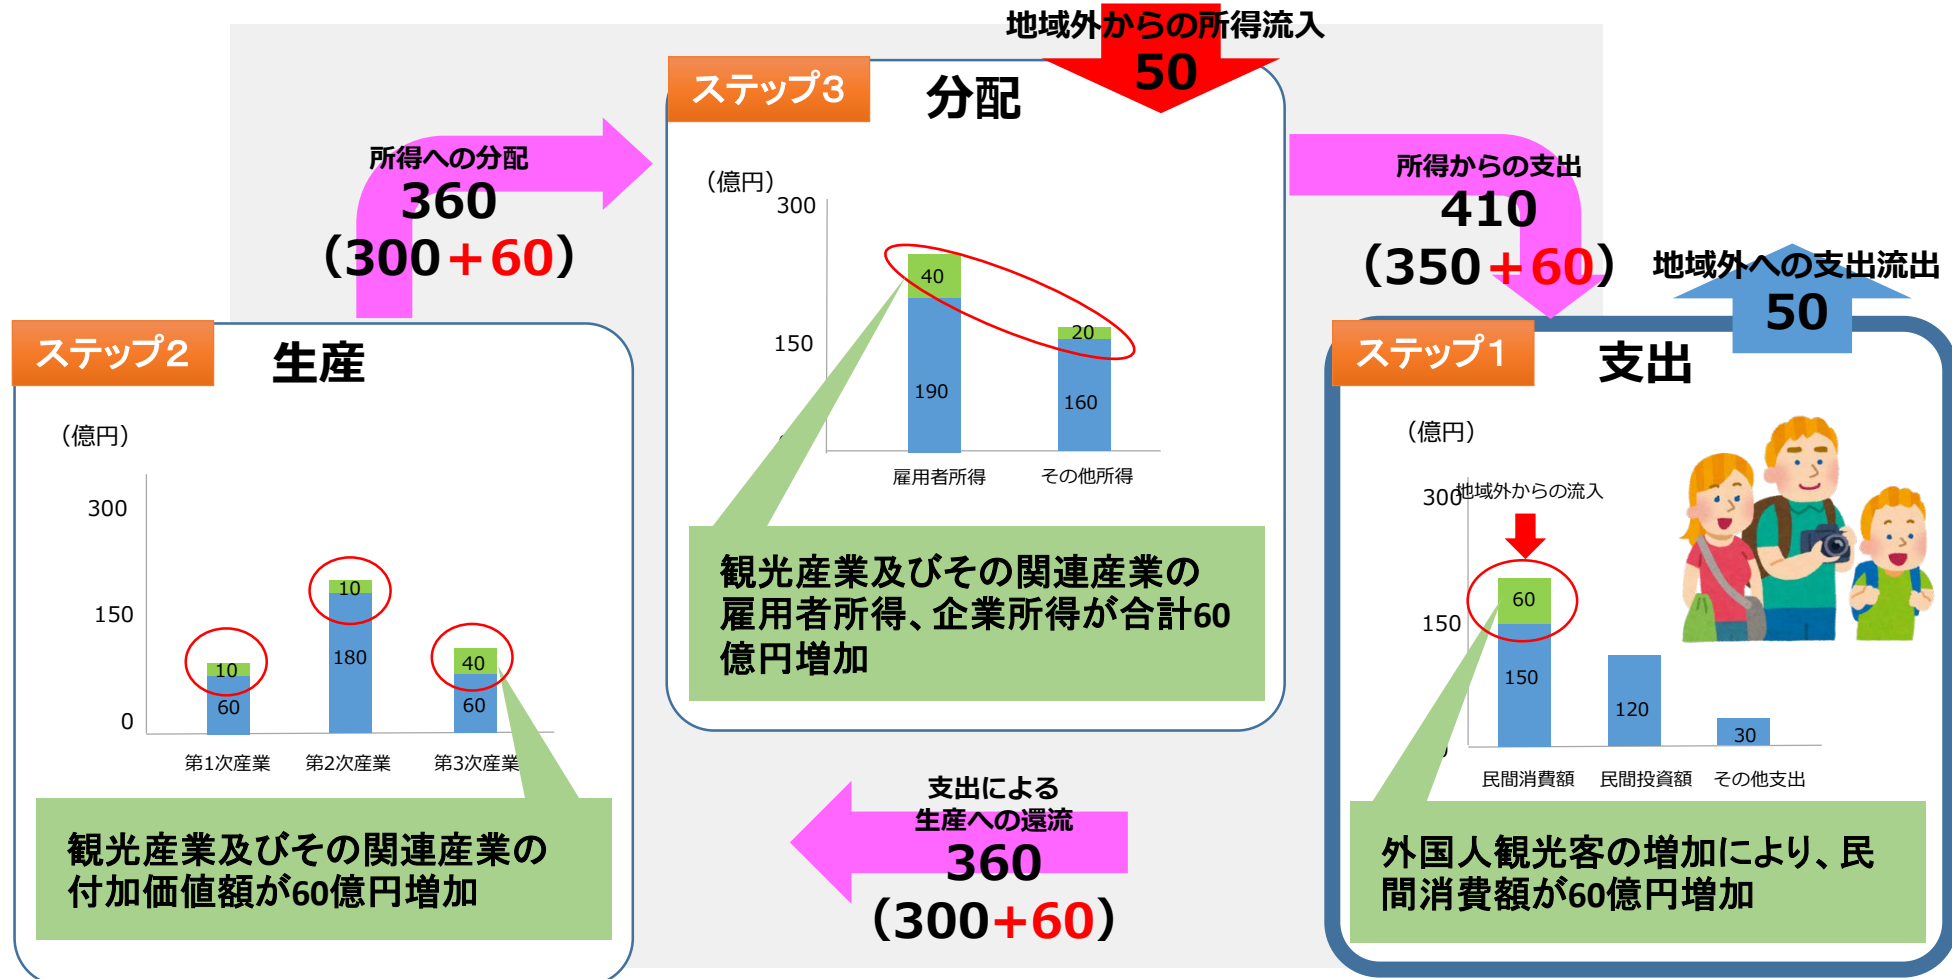 地域外からの所得流入
50
ステップ3
分配
所得への分配
360
(300+60)
(億円)
300
150
40
190
20
160
雇用者所得
その他所得
観光産業及びその関連産業の
雇用者所得、企業所得が合計60
億円増加
所得からの支出
410
(350+60)
地域外への支出流出
50
ステップ2
生産
(億円)
300
150
0
10
60
10
180
40
60
第1次産業
第2次産業
第3次産業
観光産業及びその関連産業の
付加価値額が60億円増加
ステップ1
支出
(億円)
300
地域外からの流入
150
60
150
120
30
民間消費額
民間投資額
その他支出
外国人観光客の増加により、民
間消費額が60億円増加
支出による
生産への還流
360
(300+60)